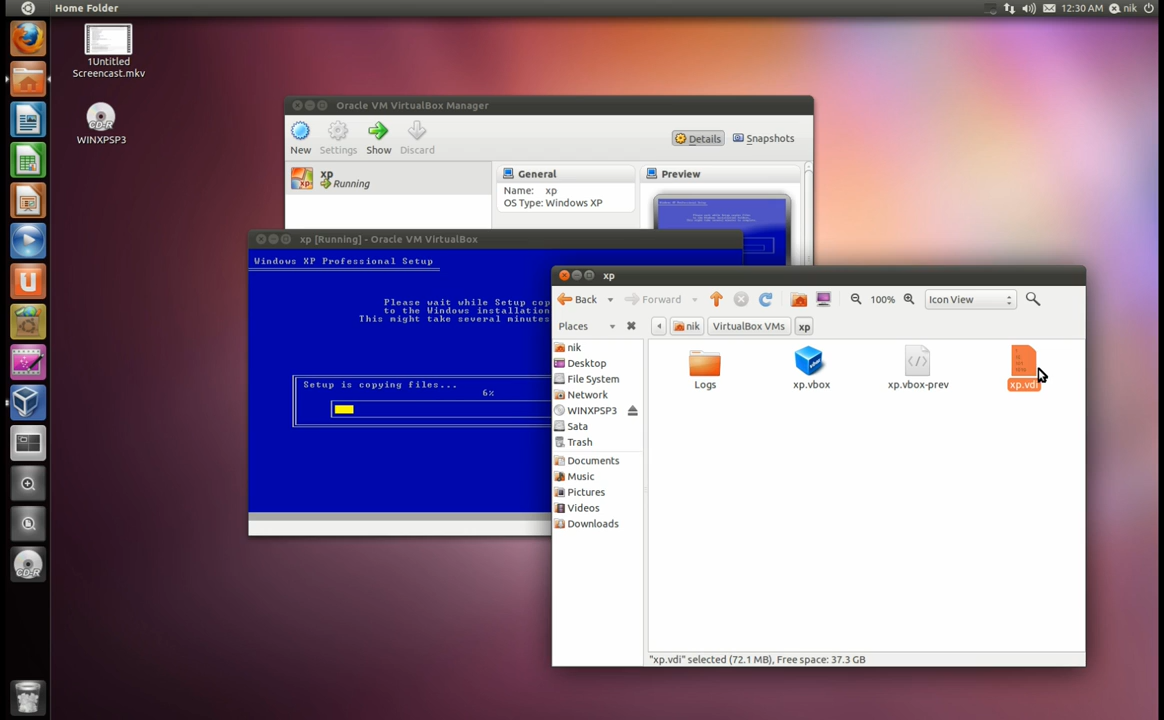 Home Folder
12:30 AM
nik
1Untitled
Screencast.mkv
CD-R
WINXPSP3
Oracle VM VirtualBox Manager
New
Settings
Show
Discard
Details
Snapshots
xp
xp
Running
General
Name: xp
OS Type: Windows XP
Preview
xp [Running] - Oracle VM VirtualBox
Windows XP Professional Setup
Please wait while Setup cop
to the Windows installation
This might take several minutes
Setup is copying files...
6%
xp
Back
Forward
100%
Icon View
Places
nik
VirtualBox VMs
xp
nik
Desktop
File System
Network
WINXPSP3
Sata
Trash
Documents
Music
Pictures
Videos
Downloads
Logs
xp.vbox
xp.vbox-prev
xp.vdi
"xp.vdi" selected (72.1 MB), Free space: 37.3 GB
CD-R